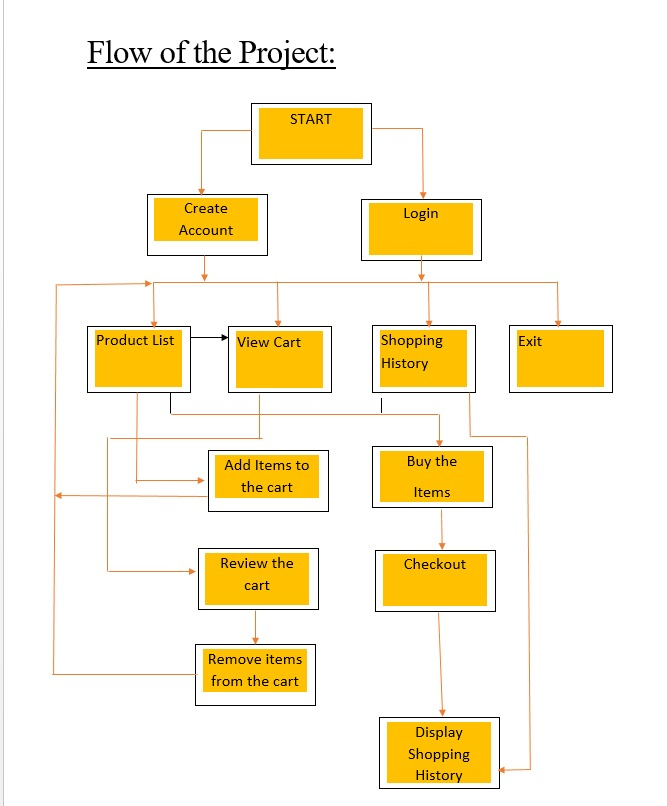 Flow of the Project:
START
Create
Account
Login
Product List
View Cart
Shopping
History
Exit
Add Items to
the cart
Buy the
Items
Review the
cart
Checkout
Remove items
from the cart
Display
Shopping
History